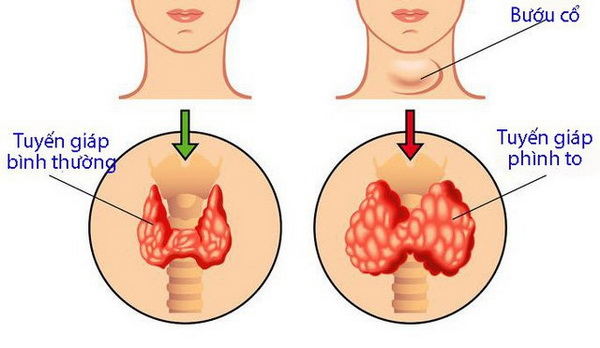 Bướu cổ
Tuyến giáp
bình thường
Tuyến giáp
phình to